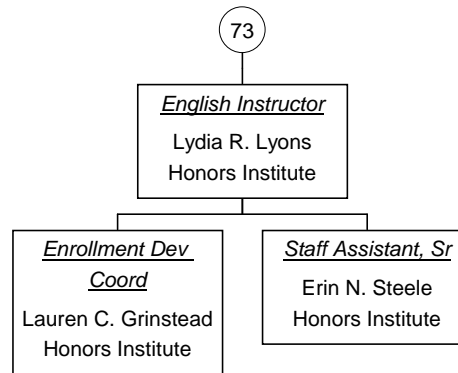 73
English Instructor
Lydia R. Lyons
Honors Institute
Enrollment Dev
Coord
Lauren C. Grinstead
Honors Institute
Staff Assistant, Sr
Erin N. Steele
Honors Institute